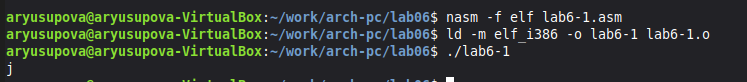 aryusupova@aryusupova-VirtualBox:~/work/arch-pc/lab06$ nasm -f elf lab6-1.asm
aryusupova@aryusupova-VirtualBox:~/work/arch-pc/lab06$ ld -m elf_i386 -o lab6-1 lab6-1.o
aryusupova@aryusupova-VirtualBox:~/work/arch-pc/lab06$ ./lab6-1
j